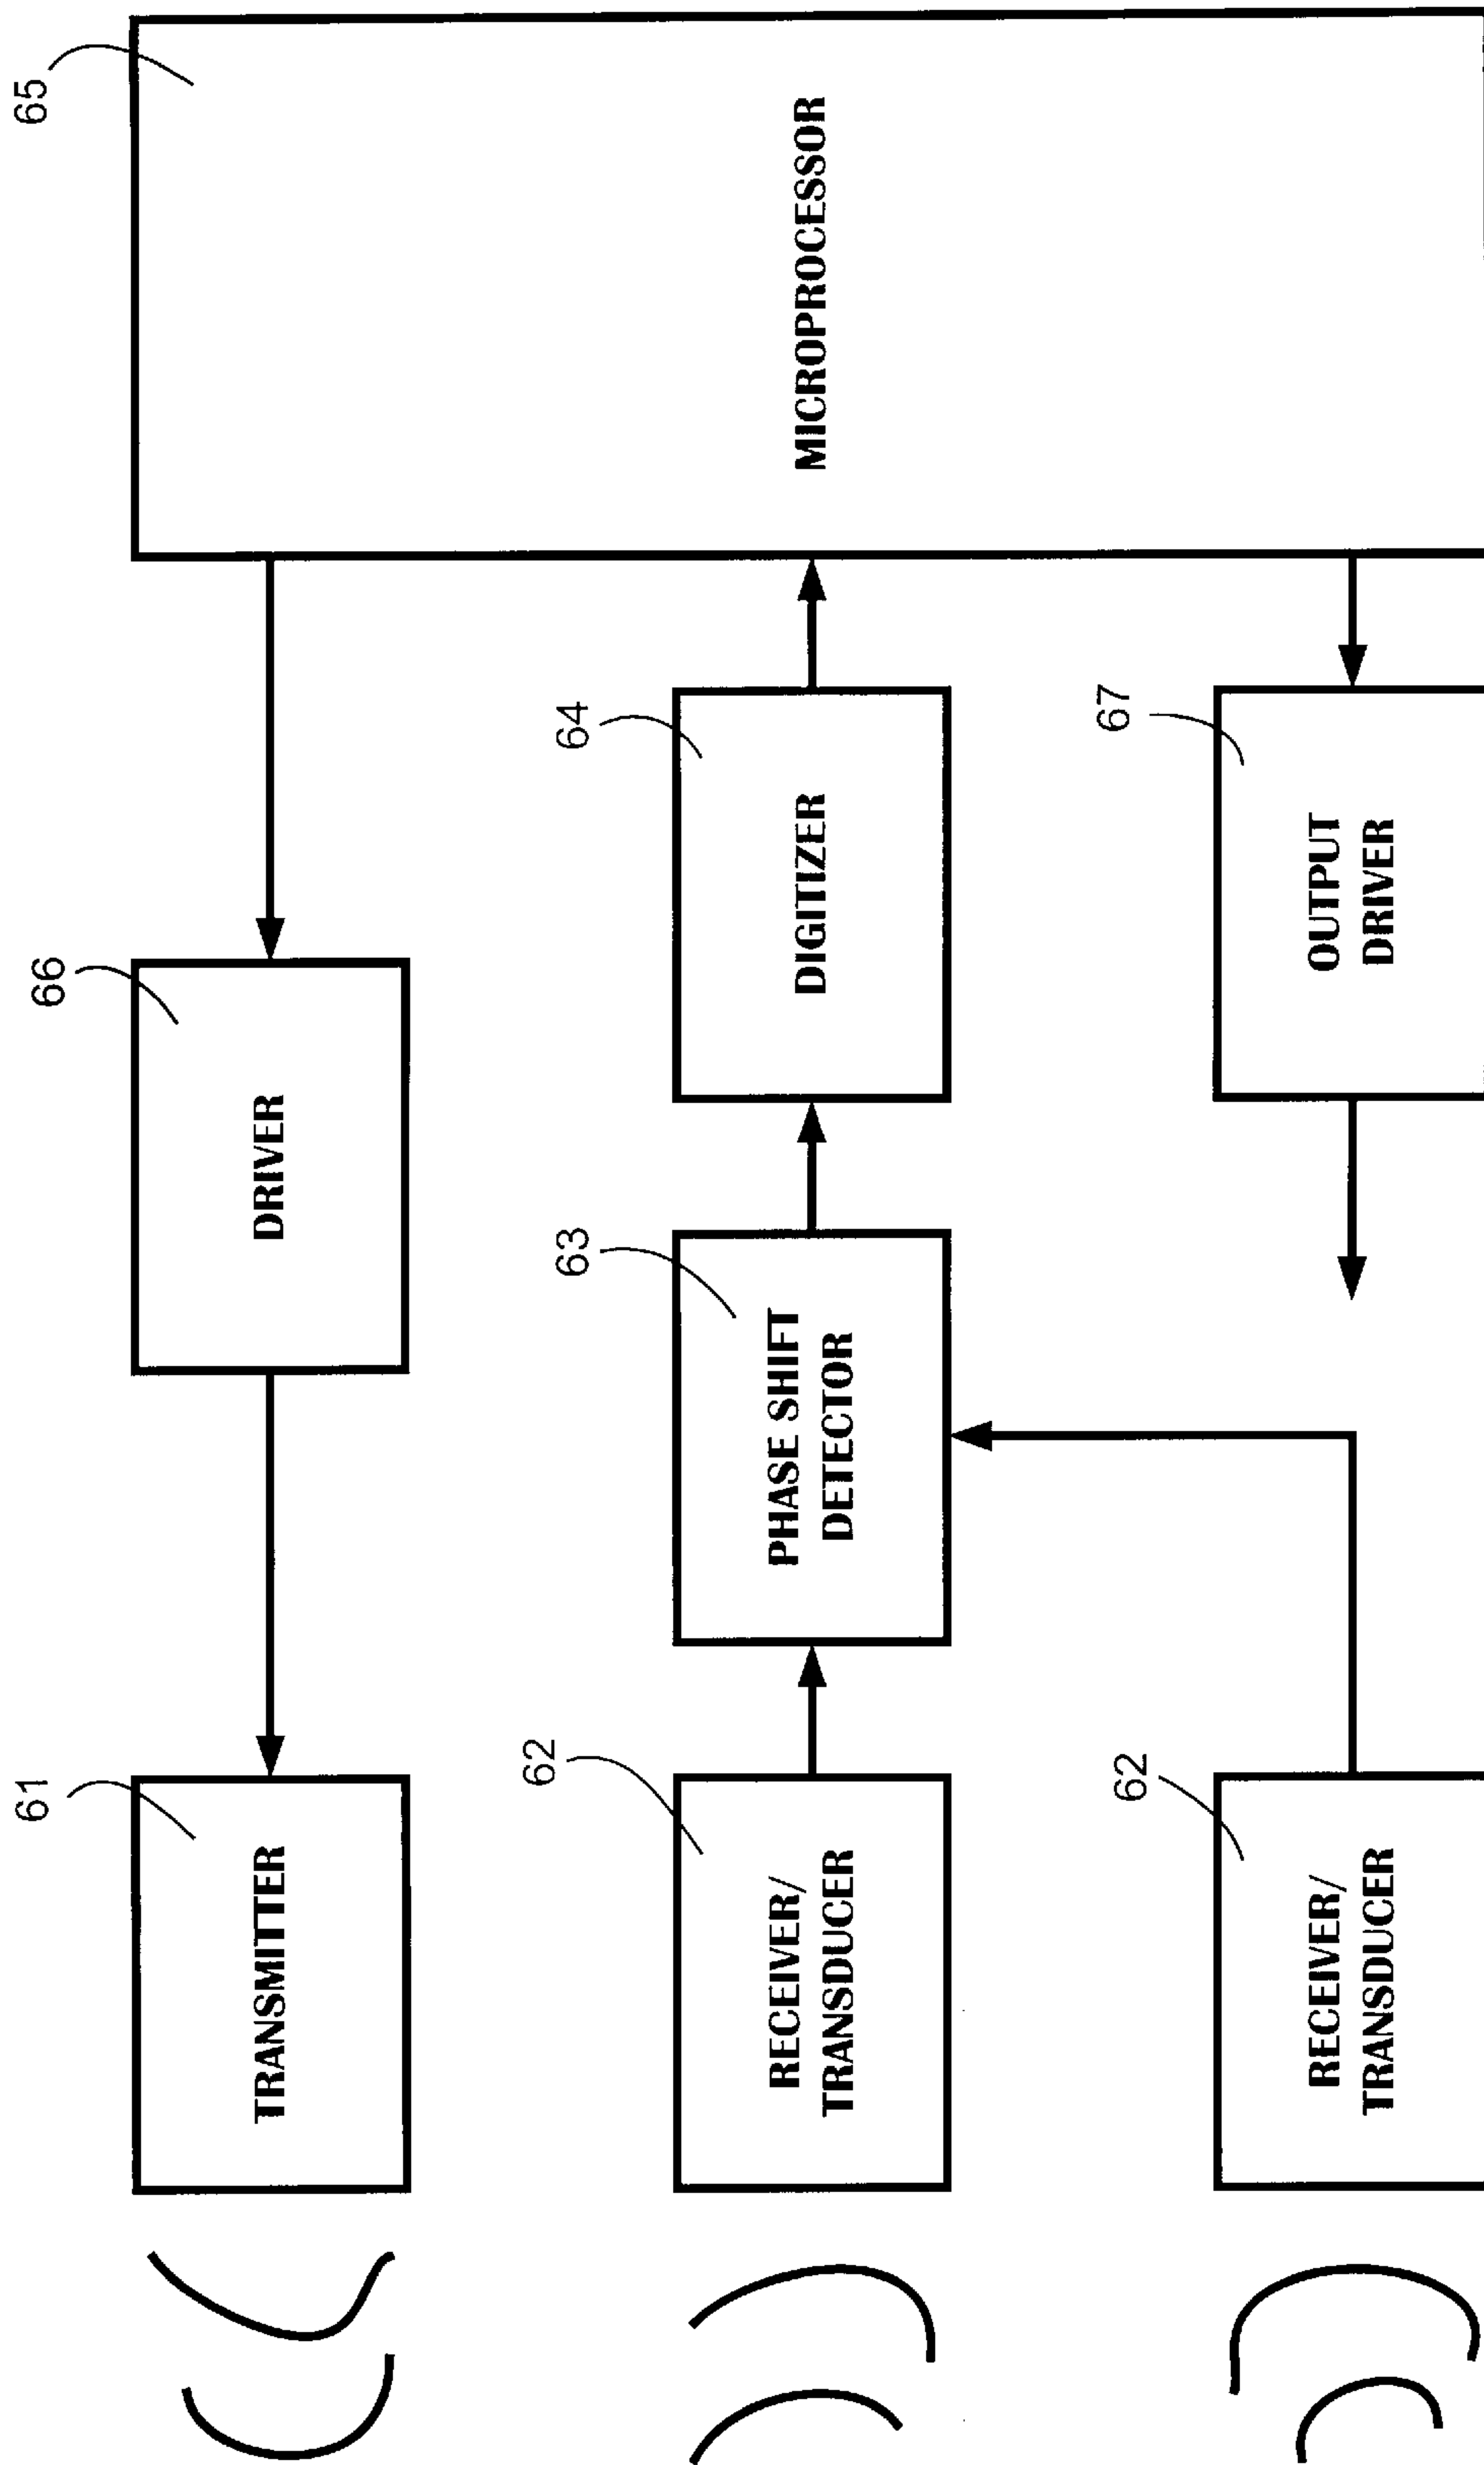 61
TRANSMITTER
66
DRIVER
65
MICROPROCESSOR
62
RECEIVER/
TRANSDUCER
63
PHASE SHIFT
DETECTOR
64
DIGITIZER
62
RECEIVER/
TRANSDUCER
67
OUTPUT
DRIVER